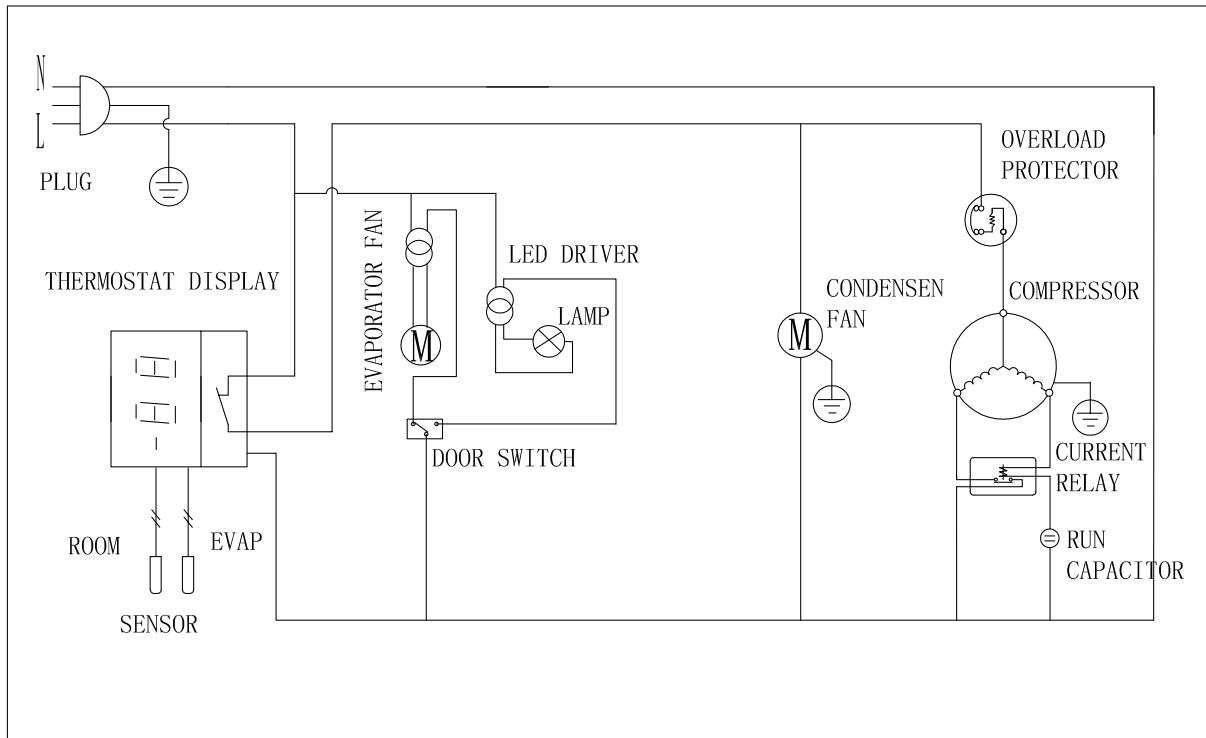 N
L
PLUG
THERMOSTAT DISPLAY
ROOM
EVAP
SENSOR
EVAPORATOR FAN
M
LED DRIVER
LAMP
DOOR SWITCH
M
CONDENSEN
FAN
OVERLOAD
PROTECTOR
COMPRESSOR
CURRENT
RELAY
RUN
CAPACITOR